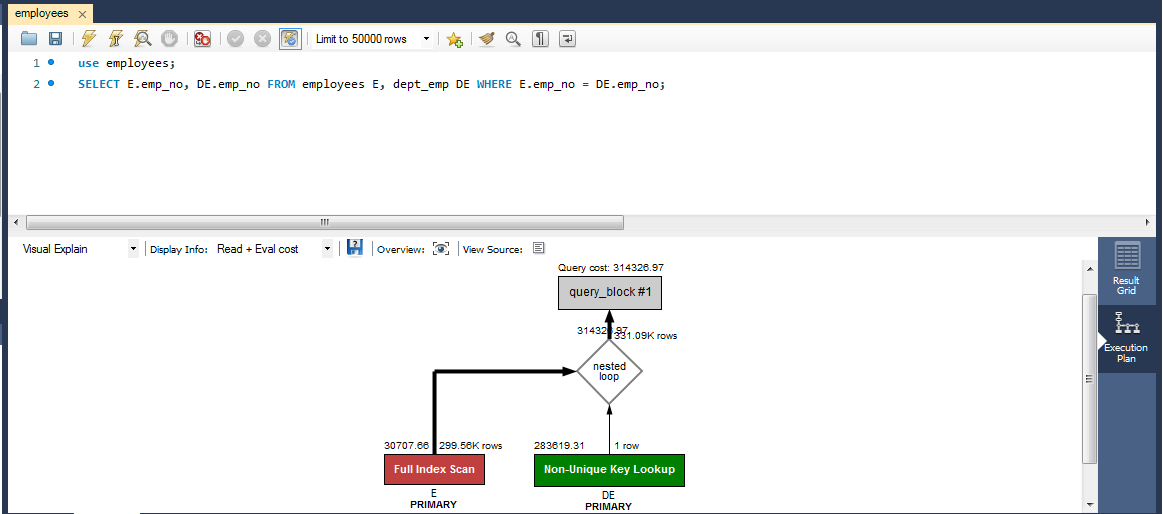 employees
Limit to 50000 rows
1 use employees;
2 SELECT E.emp_no, DE.emp_no FROM employees E, dept_emp DE WHERE E.emp_no = DE.emp_no;
Visual Explain Display Info: Read + Eval cost Overview: View Source:
Query cost: 314326.97
query_block #1
314326.97 331.09K rows
nested
loop
30707.66 299.56K rows 283619.31 1 row
Full Index Scan Non-Unique Key Lookup
E DE
PRIMARY PRIMARY
Result
Grid
Execution
Plan